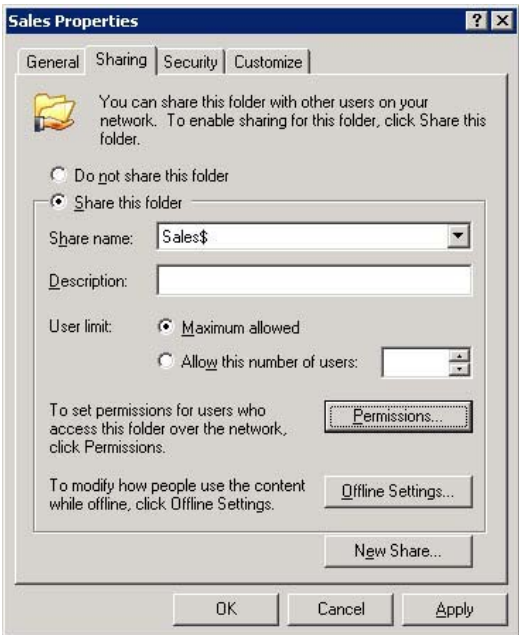 Sales Properties
General Sharing Security Customize
You can share this folder with other users on your
network. To enable sharing for this folder, click Share this
folder.
Do not share this folder
Share this folder
Share name: Sales$
Description:
User limit: Maximum allowed
Allow this number of users:
To set permissions for users who
access this folder over the network,
click Permissions.
Permissions...
To modify how people use the content
while offline, click Offline Settings.
Offline Settings...
New Share...
OK Cancel Apply